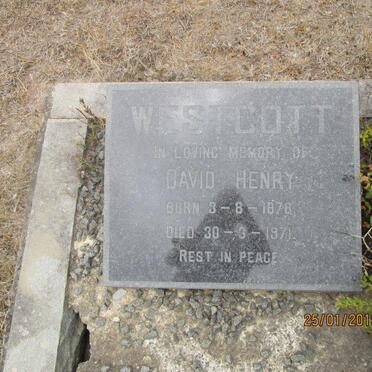 WESTCOTT
IN LOVING MEMORY OF
DAVID HENRY
BORN 3-8-1876
DIED 30-3-1971.
REST IN PEACE
25/01/201